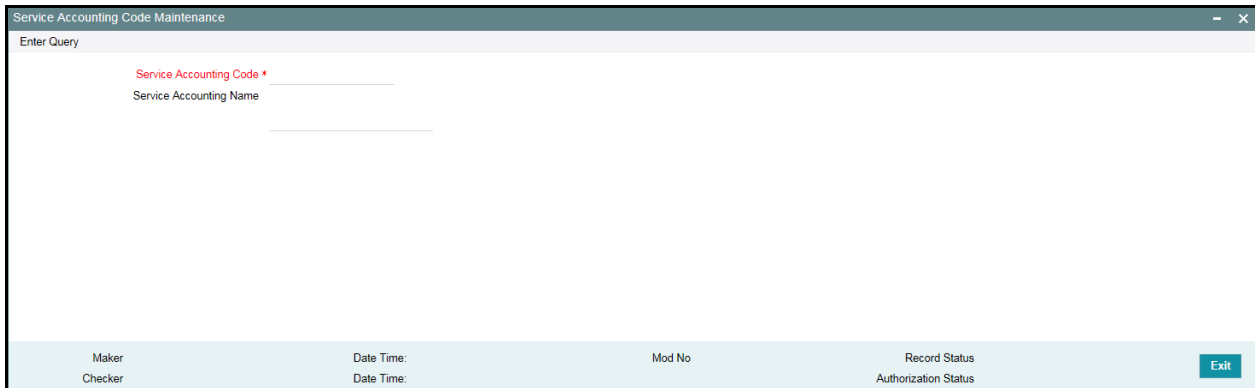 Service Accounting Code Maintenance
Enter Query
Service Accounting Code *
Service Accounting Name
Maker Date Time: Mod No Record Status
Checker Date Time: Authorization Status
Exit